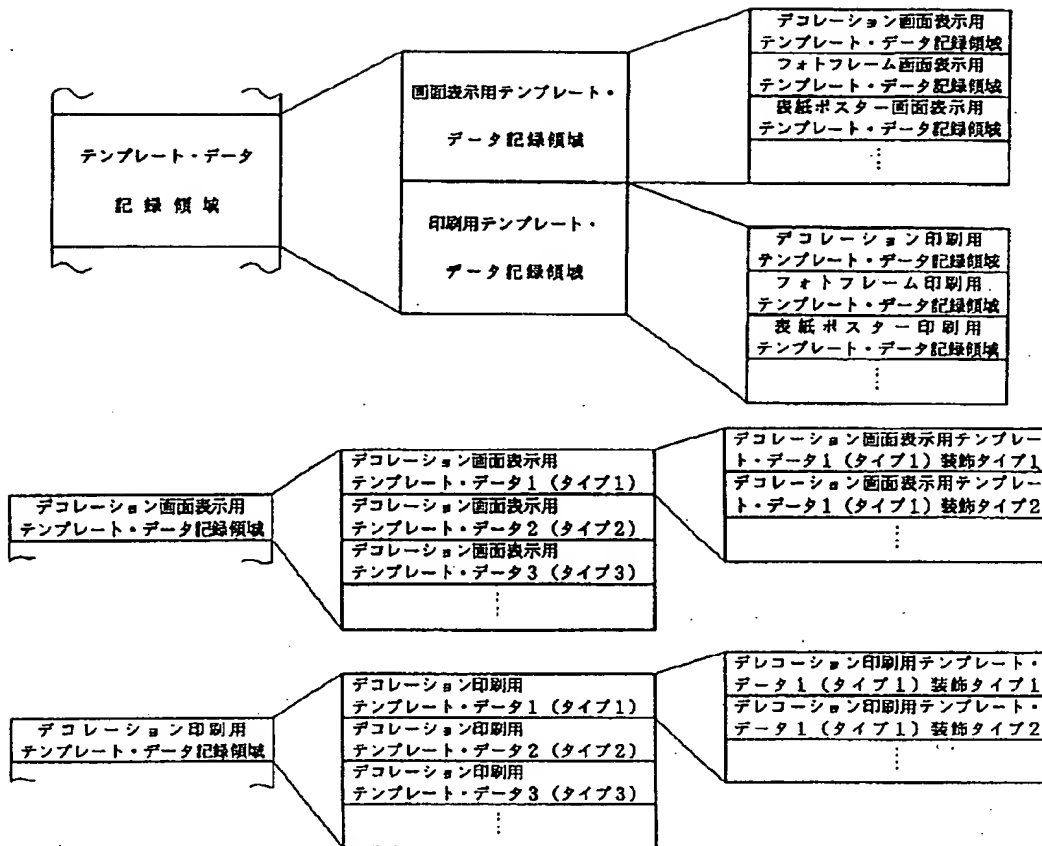 テンプレート・データ
記録領域
画面表示用テンプレート・
データ記録領域
印刷用テンプレート・
データ記録領域
デコレーション画面表示用
テンプレート・データ記録領域
フォトフレーム画面表示用
テンプレート・データ記録領域
表紙ポスター画面表示用
テンプレート・データ記録領域
⋮
デコレーション印刷用
テンプレート・データ記録領域
フォトフレーム印刷用
テンプレート・データ記録領域
表紙ポスター印刷用
テンプレート・データ記録領域
⋮
デコレーション画面表示用
テンプレート・データ記録領域
デコレーション画面表示用
テンプレート・データ1(タイプ1)
デコレーション画面表示用
テンプレート・データ2(タイプ2)
デコレーション画面表示用
テンプレート・データ3(タイプ3)
⋮
デコレーション画面表示用テンプレー
ト・データ1(タイプ1)装飾タイプ1
デコレーション画面表示用テンプレー
ト・データ1(タイプ1)装飾タイプ2
⋮
デコレーション印刷用
テンプレート・データ記録領域
デコレーション印刷用
テンプレート・データ1(タイプ1)
デコレーション印刷用
テンプレート・データ2(タイプ2)
デコレーション印刷用
テンプレート・データ3(タイプ3)
⋮
デレコーション印刷用テンプレート・
データ1(タイプ1)装飾タイプ1
デレコーション印刷用テンプレート・
データ1(タイプ1)装飾タイプ2
⋮